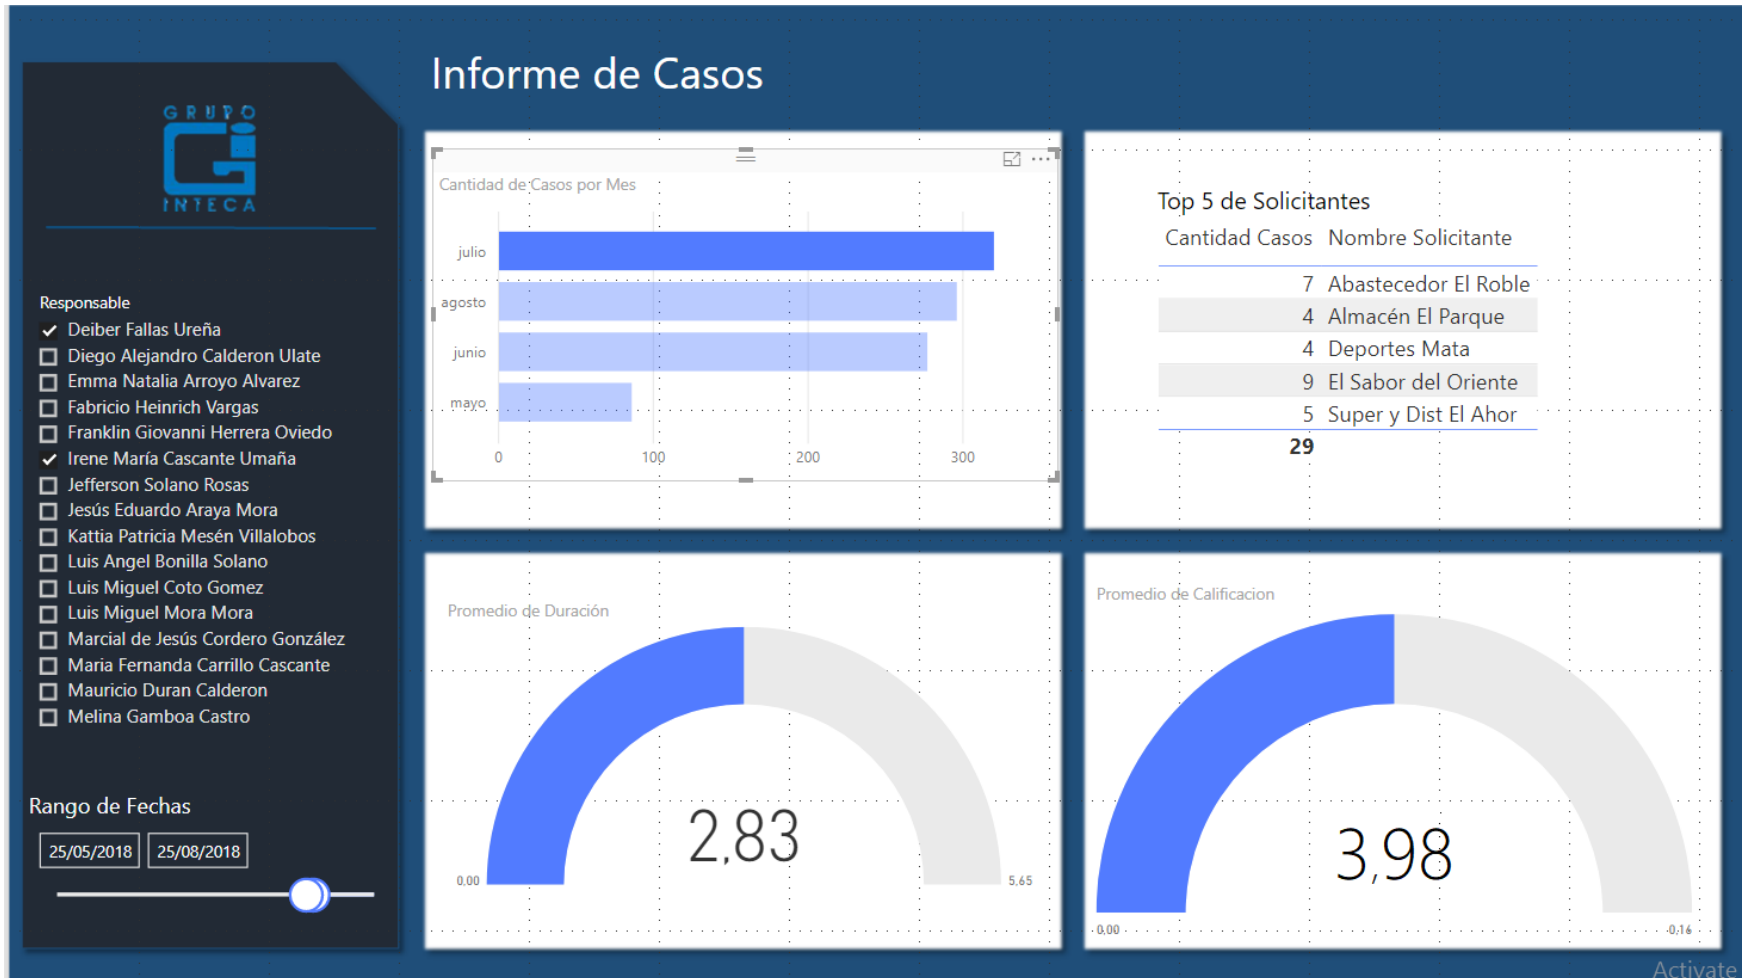 Informe de Casos
GRUPO
INTECA
Responsable
Deiber Fallas Ureña
Diego Alejandro Calderon Ulate
Emma Natalia Arroyo Alvarez
Fabricio Heinrich Vargas
Franklin Giovanni Herrera Oviedo
Irene María Cascante Umaña
Jefferson Solano Rosas
Jesús Eduardo Araya Mora
Kattia Patricia Mesén Villalobos
Luis Angel Bonilla Solano
Luis Miguel Coto Gomez
Luis Miguel Mora Mora
Marcial de Jesús Cordero González
Maria Fernanda Carrillo Cascante
Mauricio Duran Calderon
Melina Gamboa Castro
Rango de Fechas
25/05/2018 25/08/2018
Cantidad de Casos por Mes
julio
agosto
junio
mayo
0 100 200 300
Top 5 de Solicitantes
Cantidad Casos Nombre Solicitante
7 Abastecedor El Roble
4 Almacén El Parque
4 Deportes Mata
9 El Sabor del Oriente
5 Super y Dist El Ahor
29
Promedio de Duración
2,83
0,00 5,65
Promedio de Calificacion
3,98
0,00
Activate